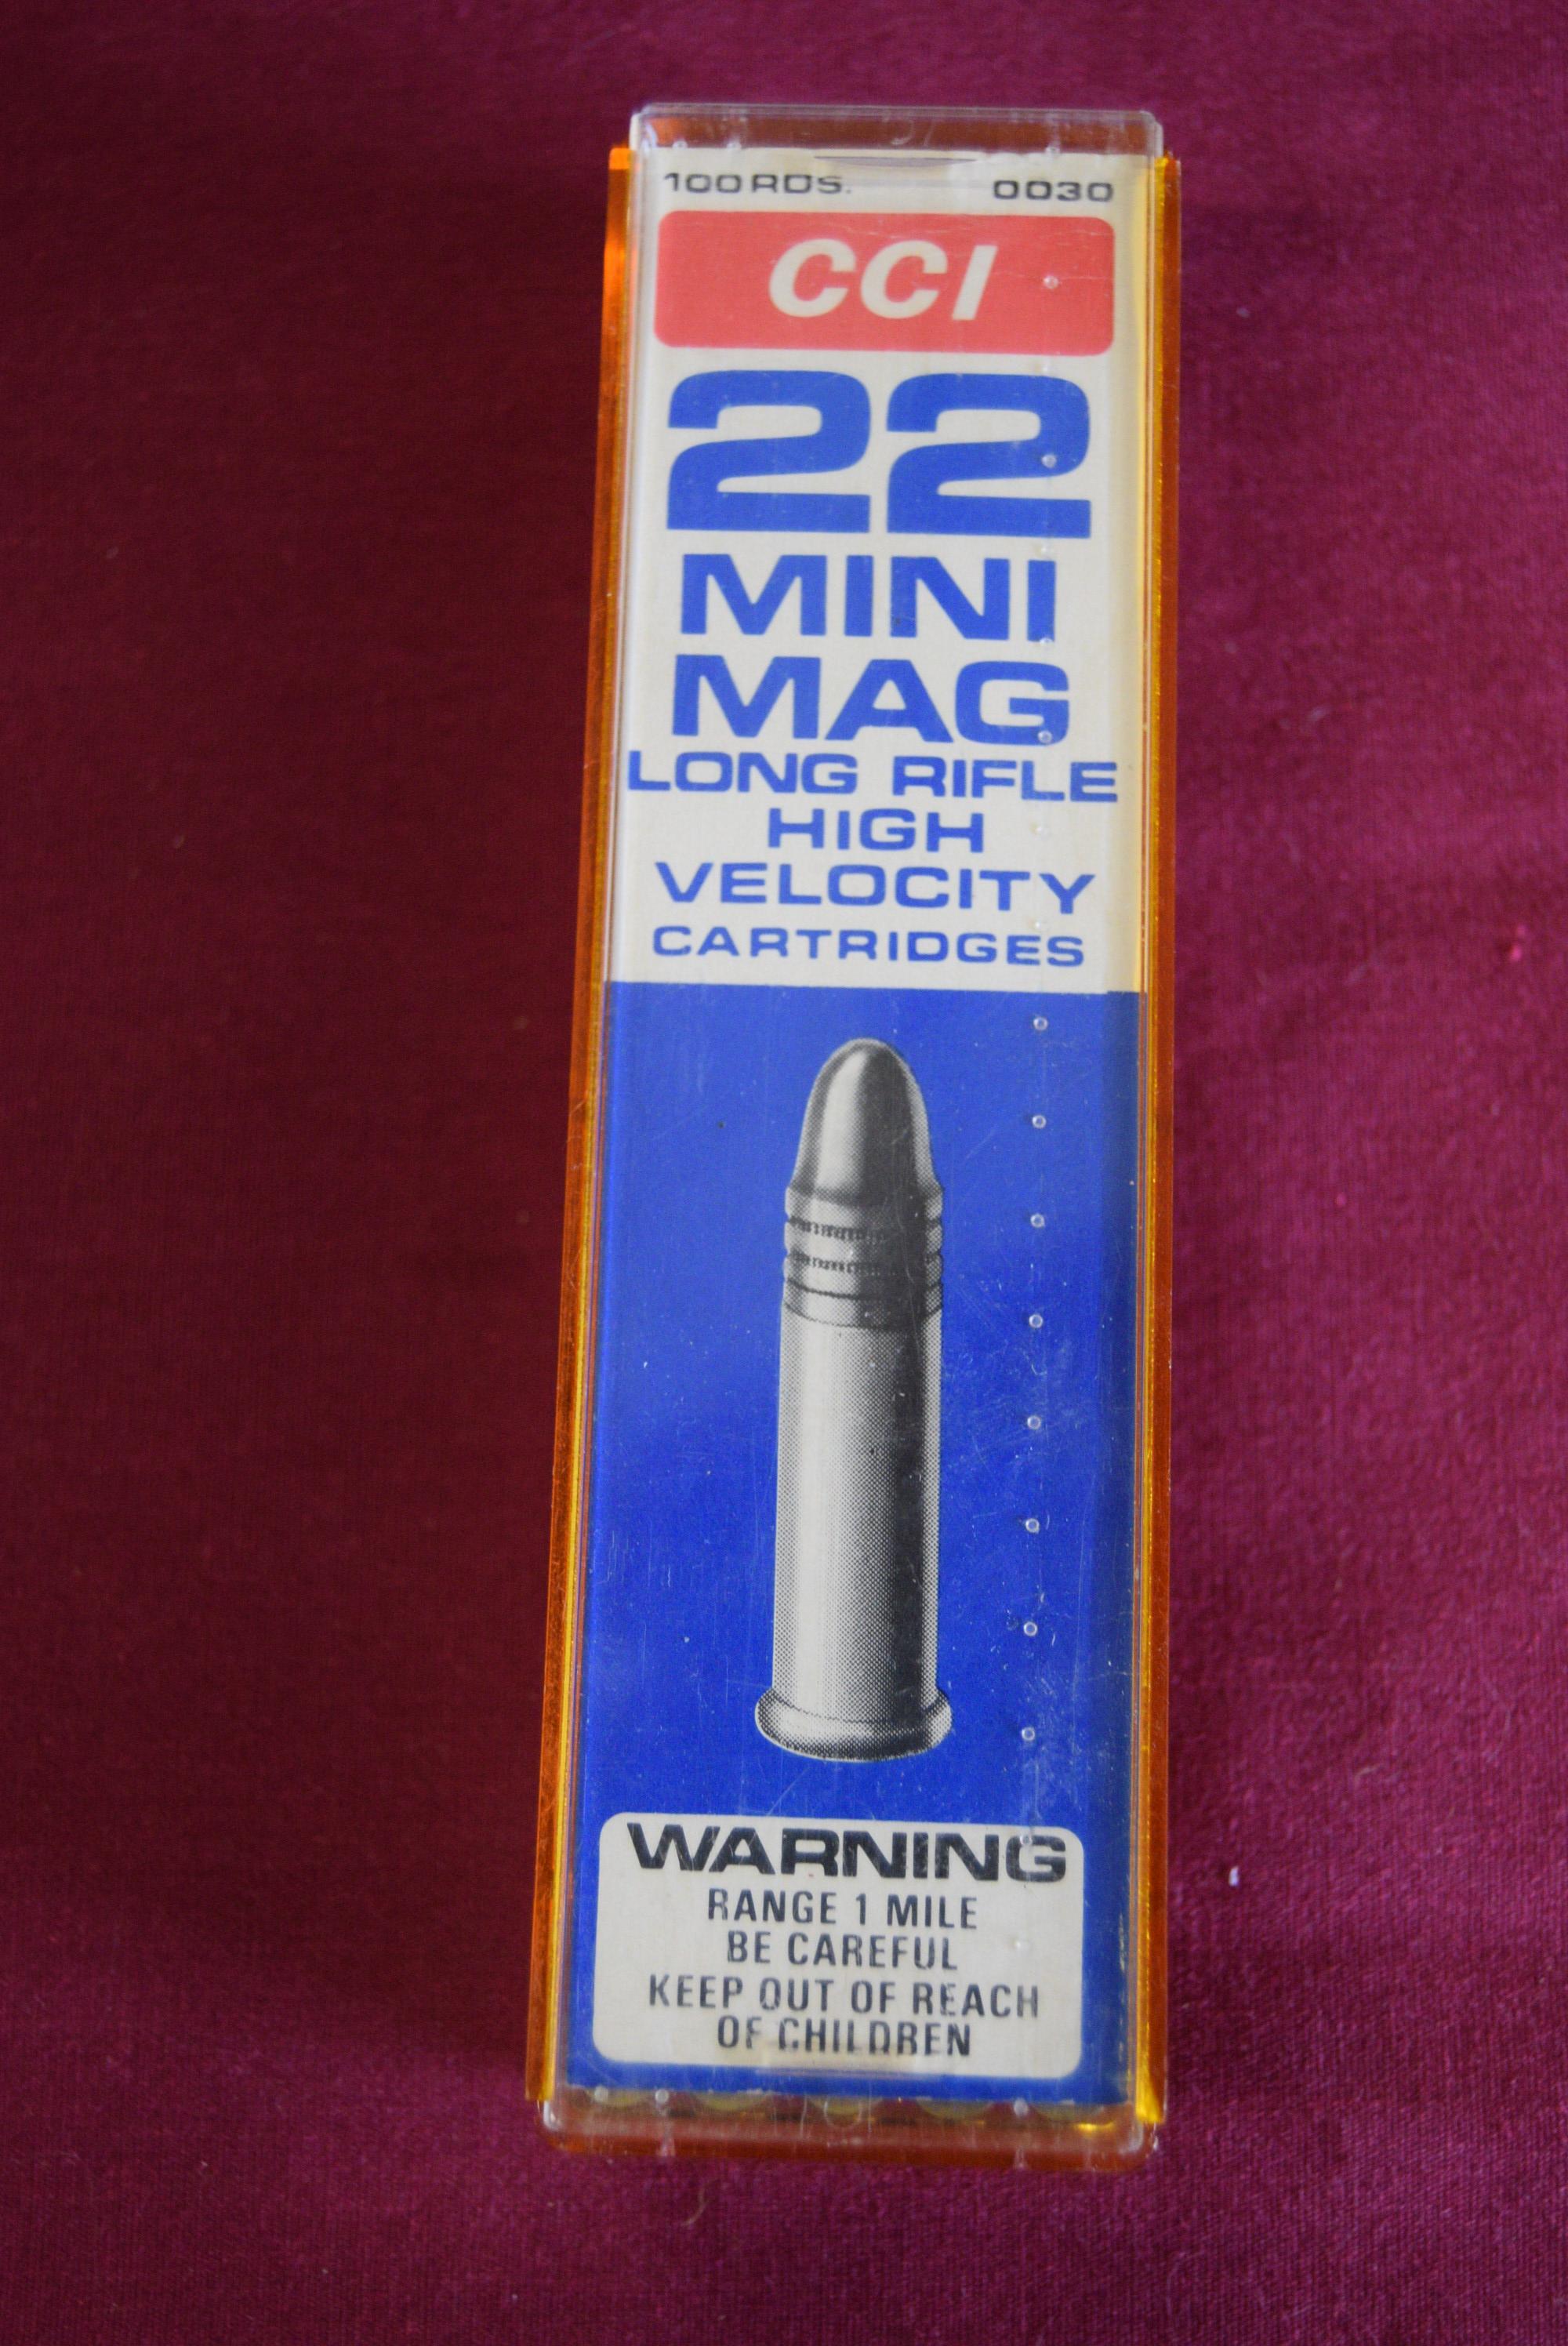 100 RDS. 0030
CCI
22
MINI
MAG
LONG RIFLE
HIGH
VELOCITY
CARTRIDGES
WARNING
RANGE 1 MILE
BE CAREFUL
KEEP OUT OF REACH
OF CHILDREN